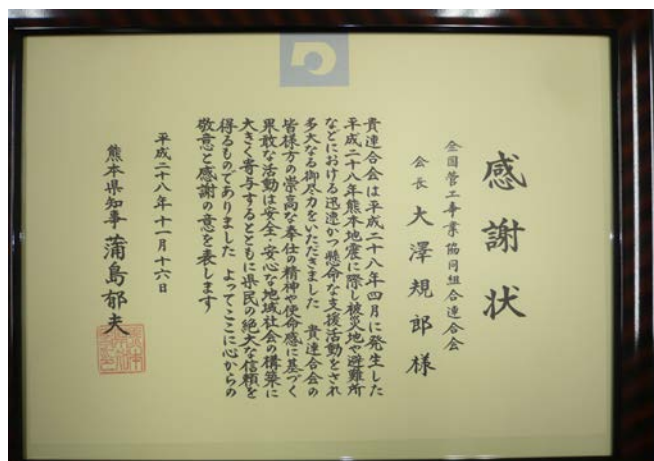 感謝状
全国管工事業協同組合連合会
会長 大澤規郎様
貴連合会は平成二十八年四月に発生した
平成二十八年熊本地震に際し被災地や避難所
などにおける迅速かつ懸命な支援活動をされ
多大なる御尽力をいただきました 貴連合会の
皆様方の崇高な奉仕の精神や使命感に基づく
果敢な活動は安全・安心な地域社会の構築に
大きく寄与するとともに県民の絶大な信頼を
得るものでありました よってここに心からの
敬意と感謝の意を表します
平成二十八年十一月十六日
熊本県知事 蒲島郁夫